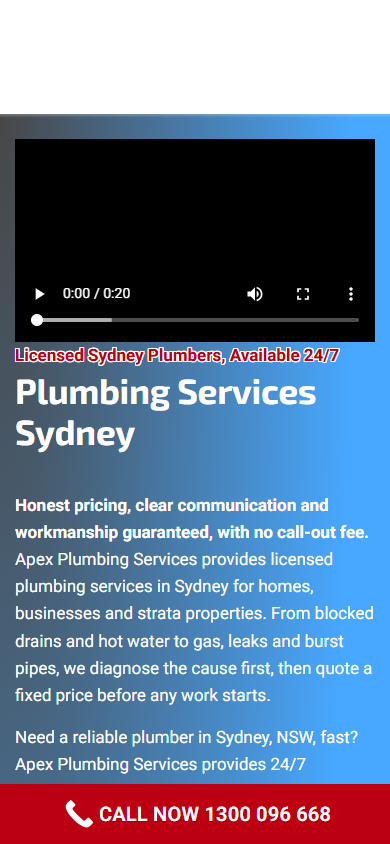 0:00 / 0:20
Licensed Sydney Plumbers, Available 24/7
Plumbing Services
Sydney
Honest pricing, clear communication and
workmanship guaranteed, with no call-out fee.
Apex Plumbing Services provides licensed
plumbing services in Sydney for homes,
businesses and strata properties. From blocked
drains and hot water to gas, leaks and burst
pipes, we diagnose the cause first, then quote a
fixed price before any work starts.
Need a reliable plumber in Sydney, NSW, fast?
Apex Plumbing Services provides 24/7
CALL NOW 1300 096 668